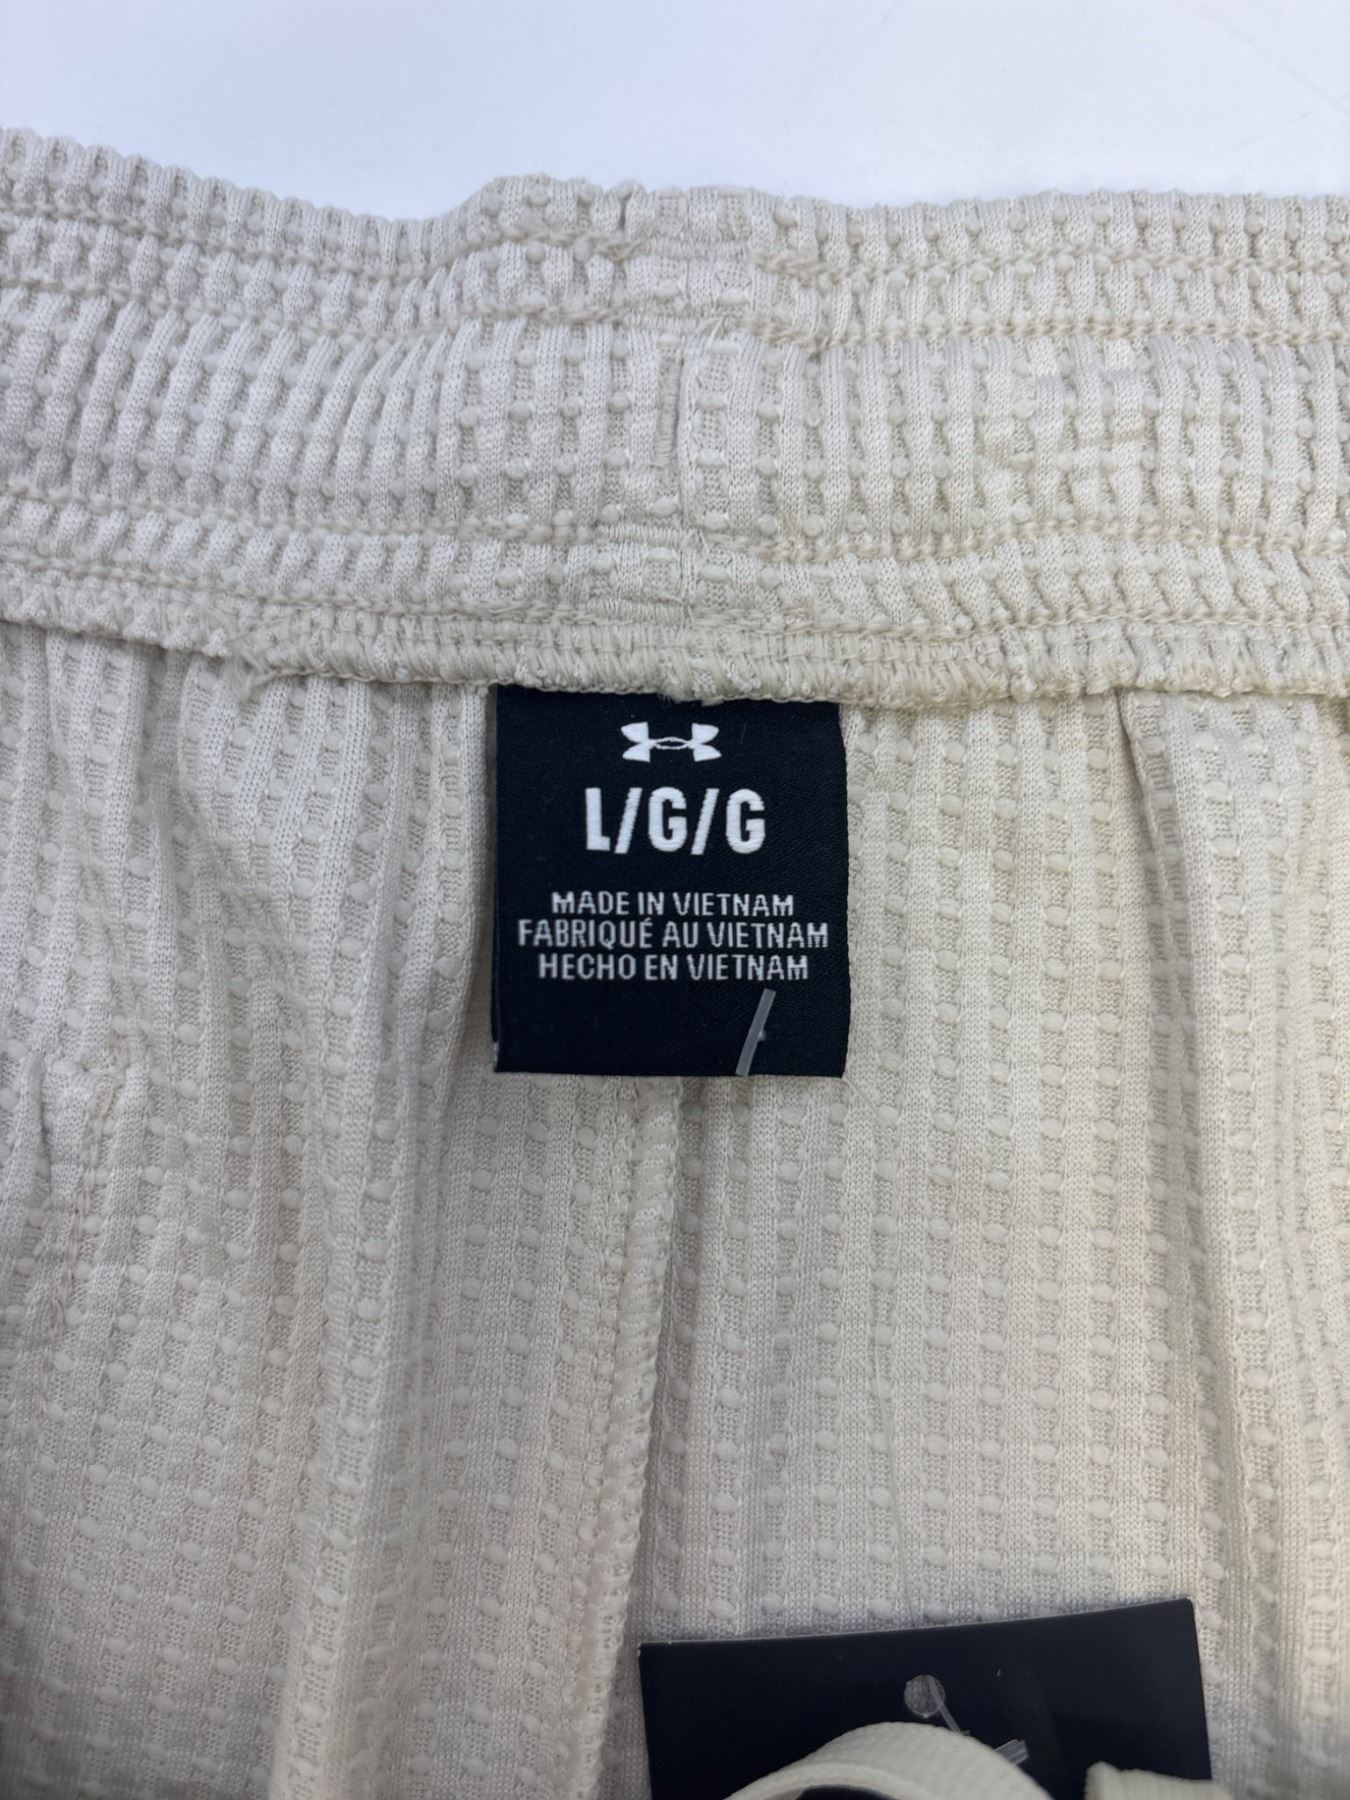 L/G/G
MADE IN VIETNAM
FABRIQUÉ AU VIETNAM
HECHO EN VIETNAM